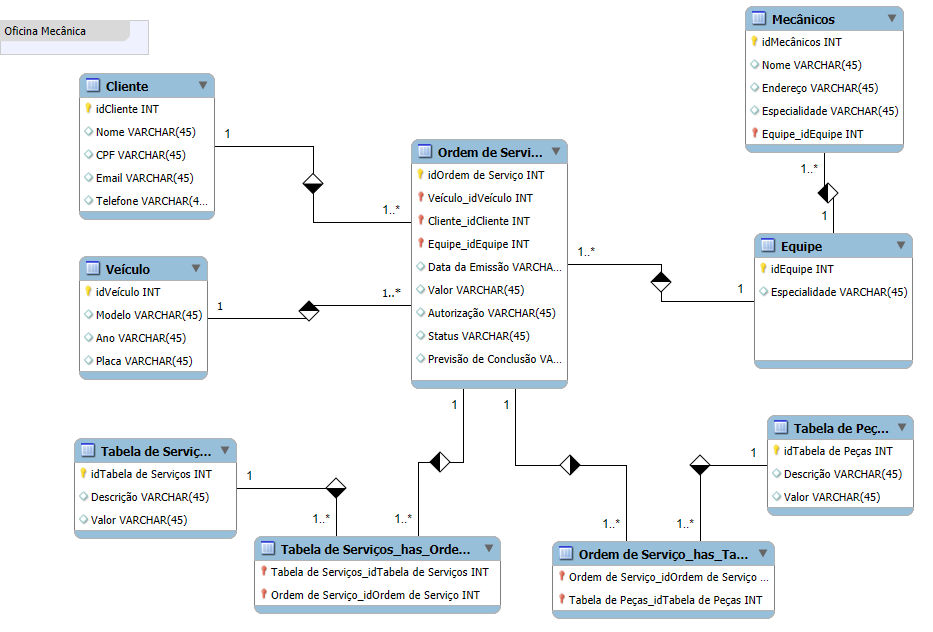 Oficina Mecânica
Cliente
idCliente INT
Nome VARCHAR(45)
CPF VARCHAR(45)
Email VARCHAR(45)
Telefone VARCHAR(4...
1
1..*
Mecânicos
idMecânicos INT
Nome VARCHAR(45)
Endereço VARCHAR(45)
Especialidade VARCHAR(45)
Equipe_idEquipe INT
1..*
1
Ordem de Servi...
idOrdem de Serviço INT
Veículo_idVeículo INT
Cliente_idCliente INT
Equipe_idEquipe INT
Data da Emissão VARCHA...
Valor VARCHAR(45)
Autorização VARCHAR(45)
Status VARCHAR(45)
Previsão de Conclusão VA...
1..*
1
Equipe
idEquipe INT
Especialidade VARCHAR(45)
Veículo
idVeículo INT
Modelo VARCHAR(45)
Ano VARCHAR(45)
Placa VARCHAR(45)
1
1..*
1
1
Tabela de Serviç...
idTabela de Serviços INT
Descrição VARCHAR(45)
Valor VARCHAR(45)
1
1..*
1..*
Tabela de Peç...
idTabela de Peças INT
Descrição VARCHAR(45)
Valor VARCHAR(45)
1
1..*
1..*
Tabela de Serviços_has_Orde...
Tabela de Serviços_idTabela de Serviços INT
Ordem de Serviço_idOrdem de Serviço INT
Ordem de Serviço_has_Ta...
Ordem de Serviço_idOrdem de Serviço ...
Tabela de Peças_idTabela de Peças INT